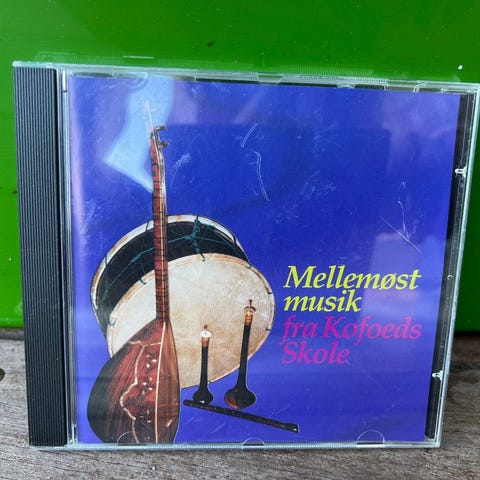 Mellemøst
musik
fra Kofoeds
Skole